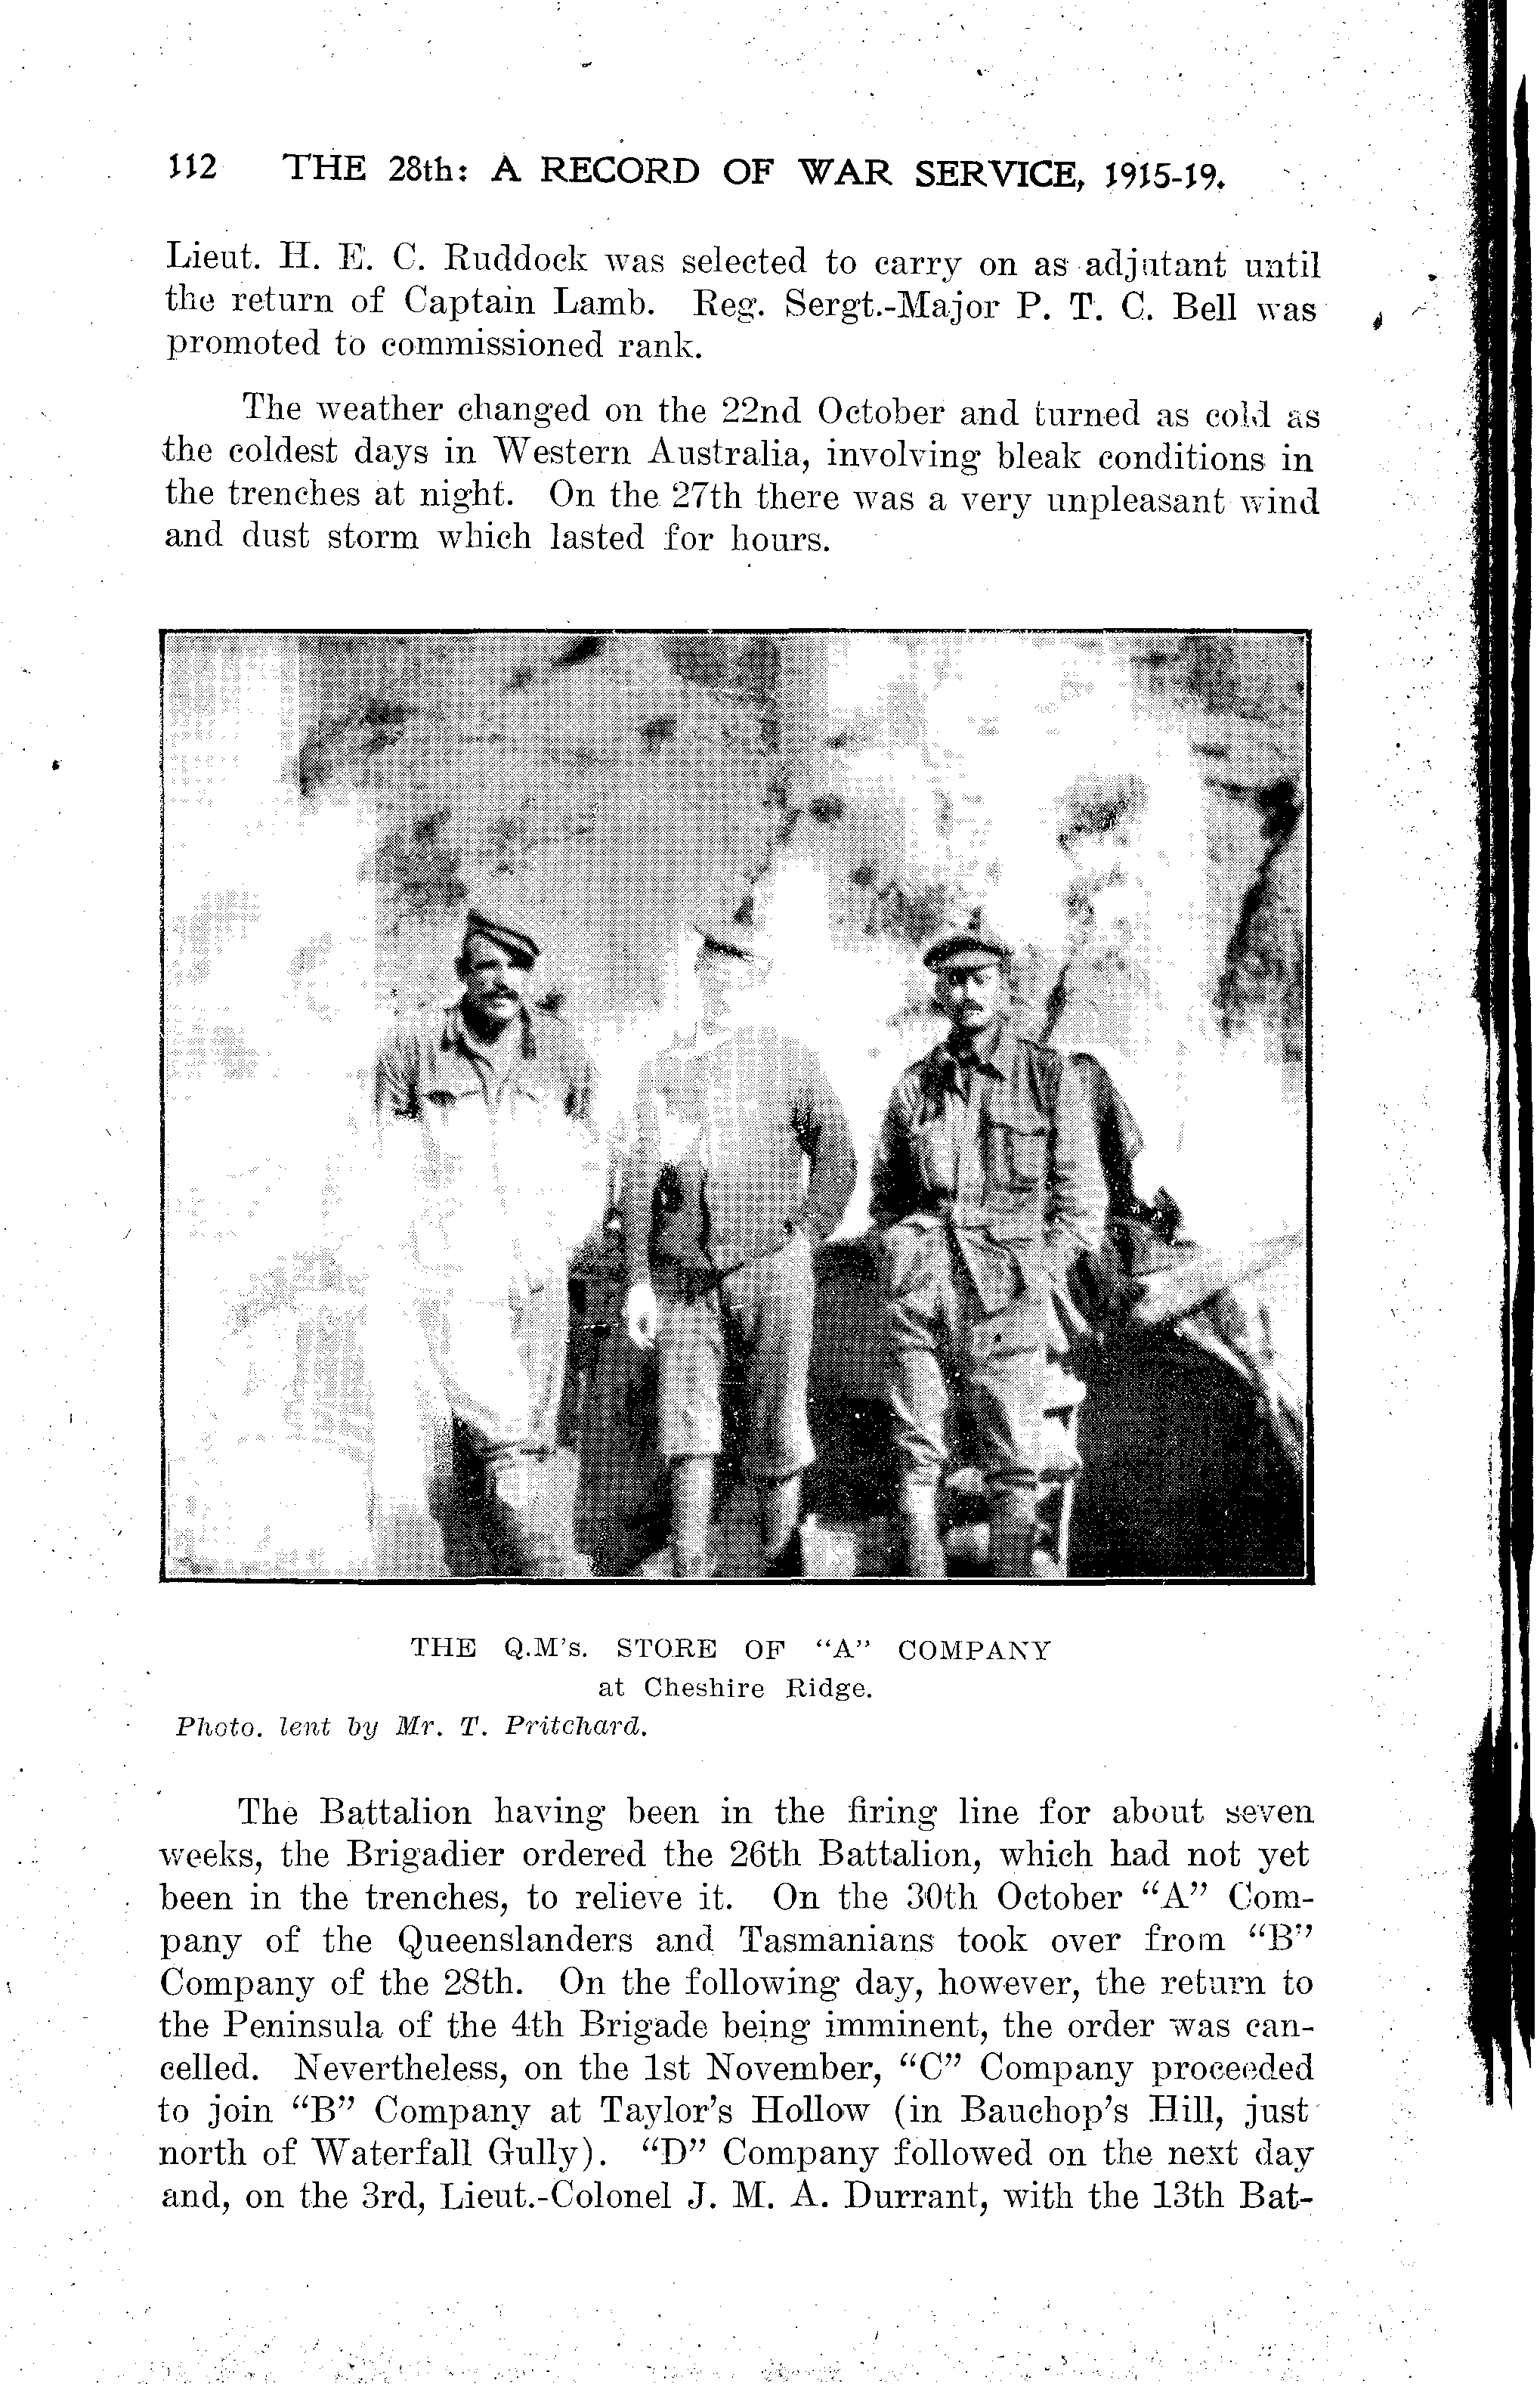 112 THE 28th: A RECORD OF WAR SERVICE, 1915-19.
Lieut. H. E. C. Ruddock was selected to carry on as adjutant until
the return of Captain Lamb. Reg. Sergt.-Major P. T. C. Bell was
promoted to commissioned rank.
The weather changed on the 22nd October and turned as cold as
the coldest days in Western Australia, involving bleak conditions in
the trenches at night. On the 27th there was a very unpleasant wind
and dust storm which lasted for hours.
THE Q.M's. STORE OF "A" COMPANY
at Cheshire Ridge.
Photo. lent by Mr. T. Pritchard.
The Battalion having been in the firing line for about seven
weeks, the Brigadier ordered the 26th Battalion, which had not yet
been in the trenches, to relieve it. On the 30th October "A" Com-
pany of the Queenslanders and Tasmanians took over from "B"
Company of the 28th. On the following day, however, the return to
the Peninsula of the 4th Brigade being imminent, the order was can-
celled. Nevertheless, on the 1st November, "C" Company proceeded
to join "B" Company at Taylor's Hollow (in Bauchop's Hill, just
north of Waterfall Gully). "D" Company followed on the next day
and, on the 3rd, Lieut.-Colonel J. M. A. Durrant, with the 13th Bat-